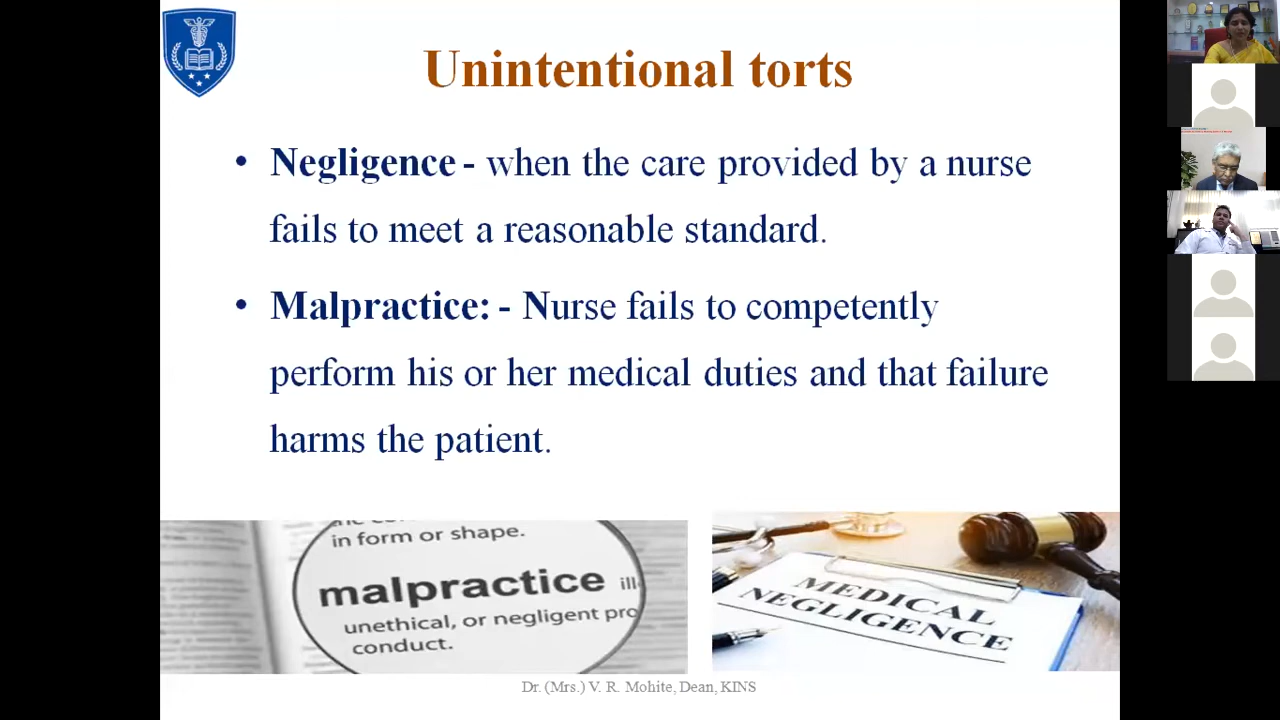 Unintentional torts
• Negligence - when the care provided by a nurse
fails to meet a reasonable standard.
• Malpractice: - Nurse fails to competently
perform his or her medical duties and that failure
harms the patient.
in form or shape.
malpractice ill
unethical, or negligent pro
conduct.
MEDICAL
NEGLIGENCE
Dr. (Mrs.) V. R. Mohite, Dean, KINS